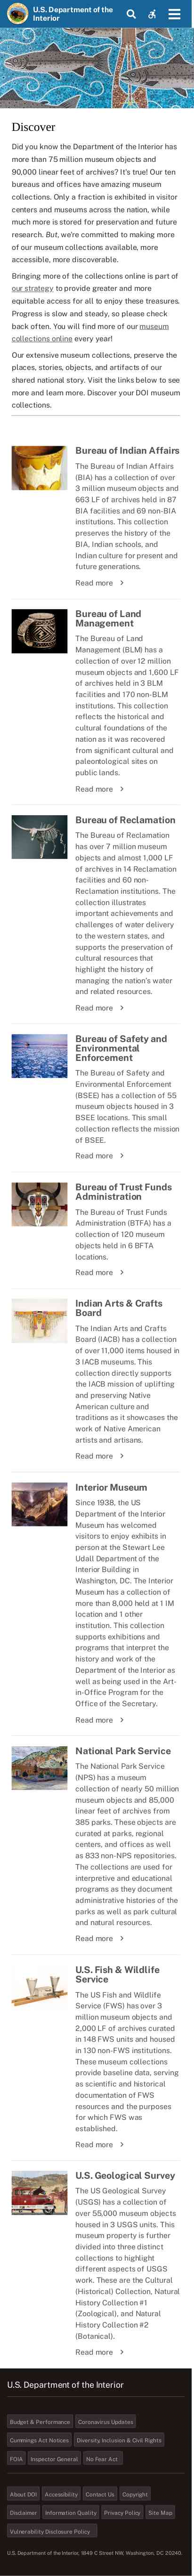 U.S. Department of the
Interior
Discover
Did you know the Department of the Interior has
more than 75 million museum objects and
90,000 linear feet of archives? It's true! Our ten
bureaus and offices have amazing museum
collections. Only a fraction is exhibited in visitor
centers and museums across the nation, while
much more is stored for preservation and future
research. But, we're committed to making more
of our museum collections available, more
accessible, more discoverable.
Bringing more of the collections online is part of
our strategy to provide greater and more
equitable access for all to enjoy these treasures.
Progress is slow and steady, so please check
back often. You will find more of our museum
collections online every year!
Our extensive museum collections, preserve the
places, stories, objects, and artifacts of our
shared national story. Visit the links below to see
more and learn more. Discover your DOI museum
collections.
Bureau of Indian Affairs
The Bureau of Indian Affairs
(BIA) has a collection of over
3 million museum objects and
663 LF of archives held in 87
BIA facilities and 69 non-BIA
institutions. This collection
preserves the history of the
BIA, Indian schools, and
Indian culture for present and
future generations.
Read more
Bureau of Land
Management
The Bureau of Land
Management (BLM) has a
collection of over 12 million
museum objects and 1,600 LF
of archives held in 3 BLM
facilities and 170 non-BLM
institutions. This collection
reflects the historical and
cultural foundations of the
nation as it was recovered
from significant cultural and
paleontological sites on
public lands.
Read more
Bureau of Reclamation
The Bureau of Reclamation
has over 7 million museum
objects and almost 1,000 LF
of archives in 14 Reclamation
facilities and 60 non-
Reclamation institutions. The
collection illustrates
important achievements and
challenges of water delivery
to the western states, and
supports the preservation of
cultural resources that
highlight the history of
managing the nation's water
and related resources.
Read more
Bureau of Safety and
Environmental
Enforcement
The Bureau of Safety and
Environmental Enforcement
(BSEE) has a collection of 55
museum objects housed in 3
BSEE locations. This small
collection reflects the mission
of BSEE.
Read more
Bureau of Trust Funds
Administration
The Bureau of Trust Funds
Administration (BTFA) has a
collection of 120 museum
objects held in 6 BFTA
locations.
Read more
Indian Arts & Crafts
Board
The Indian Arts and Crafts
Board (IACB) has a collection
of over 11,000 items housed in
3 IACB museums. This
collection directly supports
the IACB mission of uplifting
and preserving Native
American culture and
traditions as it showcases the
work of Native American
artists and artisans.
Read more
Interior Museum
Since 1938, the US
Department of the Interior
Museum has welcomed
visitors to enjoy exhibits in
person at the Stewart Lee
Udall Department of the
Interior Building in
Washington, DC. The Interior
Museum has a collection of
more than 8,000 held at 1 IM
location and 1 other
institution. This collection
supports exhibitions and
programs that interpret the
history and work of the
Department of the Interior as
well as being used in the Art-
in-Office Program for the
Office of the Secretary.
Read more
National Park Service
The National Park Service
(NPS) has a museum
collection of nearly 50 million
museum objects and 85,000
linear feet of archives from
385 parks. These objects are
curated at parks, regional
centers, and offices as well
as 833 non-NPS repositories.
The collections are used for
interpretive and educational
programs as they document
administrative histories of the
parks as well as park cultural
and natural resources.
Read more
U.S. Fish & Wildlife
Service
The US Fish and Wildlife
Service (FWS) has over 3
million museum objects and
2,000 LF of archives curated
in 148 FWS units and housed
in 130 non-FWS institutions.
These museum collections
provide baseline data, serving
as scientific and historical
documentation of FWS
resources and the purposes
for which FWS was
established.
Read more
U.S. Geological Survey
The US Geological Survey
(USGS) has a collection of
over 55,000 museum objects
housed in 3 USGS units. This
museum property is further
divided into three distinct
collections to highlight
different aspects of USGS
work. These are the Cultural
(Historical) Collection, Natural
History Collection #1
(Zoological), and Natural
History Collection #2
(Botanical).
Read more
U.S. Department of the Interior
Budget & Performance Coronavirus Updates
Cummings Act Notices Diversity Inclusion & Civil Rights
FOIA Inspector General No Fear Act
About DOI Accessibility Contact Us Copyright
Disclaimer Information Quality Privacy Policy Site Map
Vulnerability Disclosure Policy
U.S. Department of the Interior, 1849 C Street NW, Washington, DC 20240.